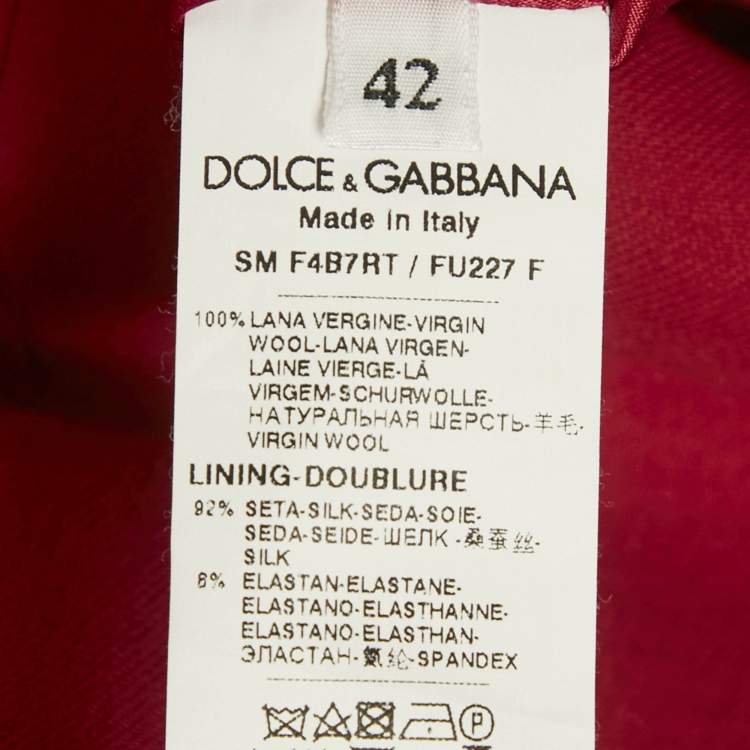 42
DOLCE & GABBANA
Made in Italy
SM F4B7RT / FU227 F
100% LANA VERGINE-VIRGIN
WOOL-LANA VIRGEN-
LAINE VIERGE-LÃ
VIRGEM-SCHURWOLLE-
НАТУРАЛЬНАЯ ШЕРСТЬ-羊毛-
VIRGIN WOOL
LINING-DOUBLURE
92% SETA-SILK-SEDA-SOIE-
SEDA-SEIDE-ШЕЛК -桑蚕丝-
SILK
8% ELASTAN-ELASTANE-
ELASTANO-ELASTHANNE-
ELASTANO-ELASTHAN-
ЭЛАСТАН-氨纶-SPANDEX
P